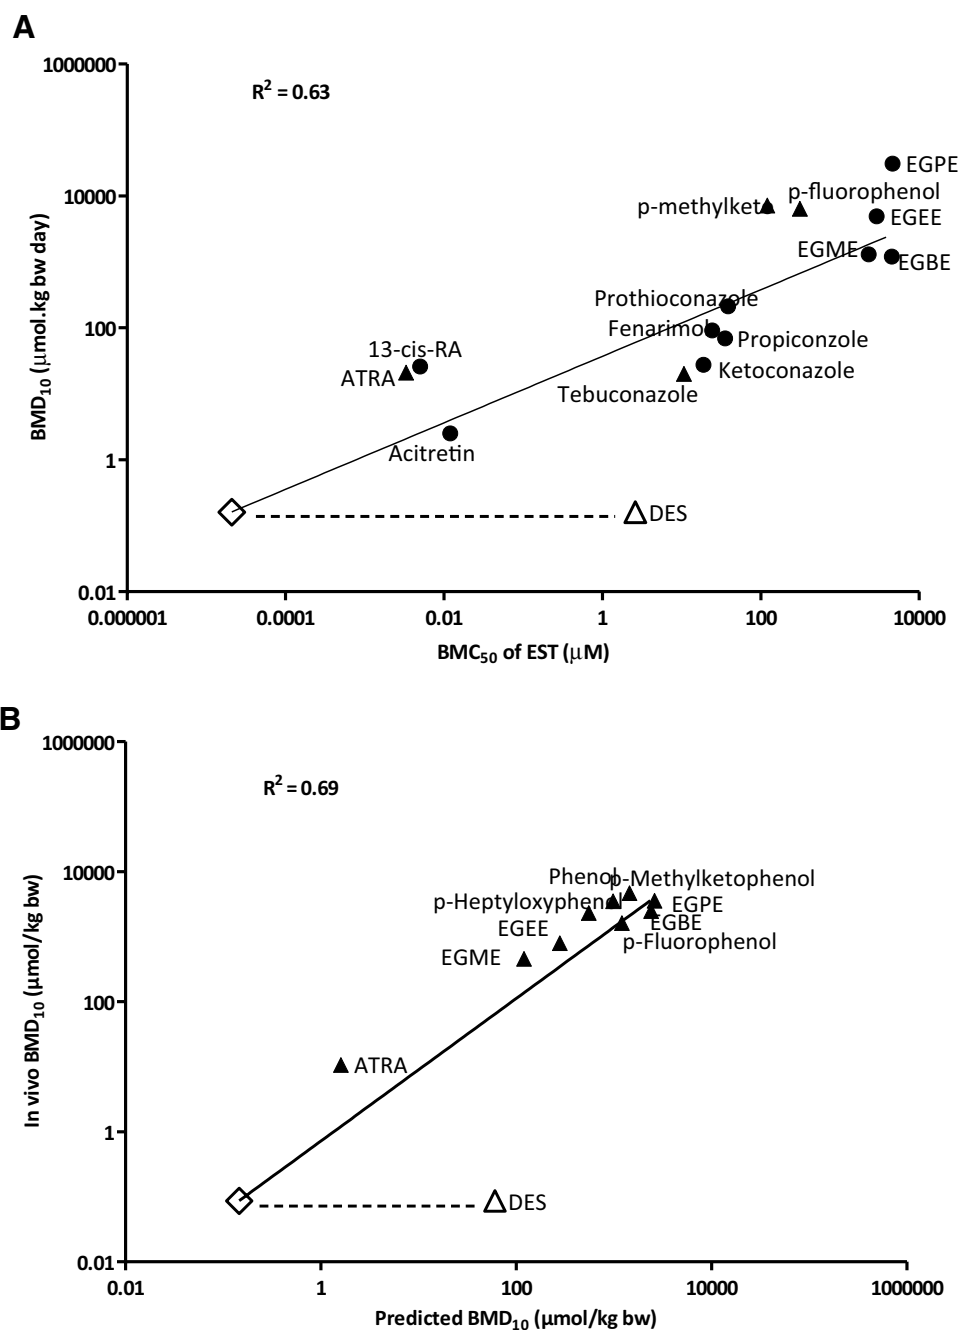 A
1000000
R² = 0.63
EGPE
p-fluorophenol
10000
p-methylket
EGEE
EGME
EGBE
Prothioconazole
100
Fenarimol
Propiconzole
13-cis-RA
ATRA
Ketoconazole
Tebuconazole
Acitretin
1
DES
0.01
0.000001 0.0001 0.01 1 100 10000
BMD₁₀ (μmol.kg bw day)
BMC₅₀ of EST (μM)
B
1000000
R² = 0.69
10000
Phenol
p-Methylketophenol
p-Heptyloxyphenol
EGPE
EGBE
EGEE
p-Fluorophenol
EGME
100
ATRA
1
DES
0.01
0.01 1 100 10000 1000000
In vivo BMD₁₀ (μmol/kg bw)
Predicted BMD₁₀ (μmol/kg bw)